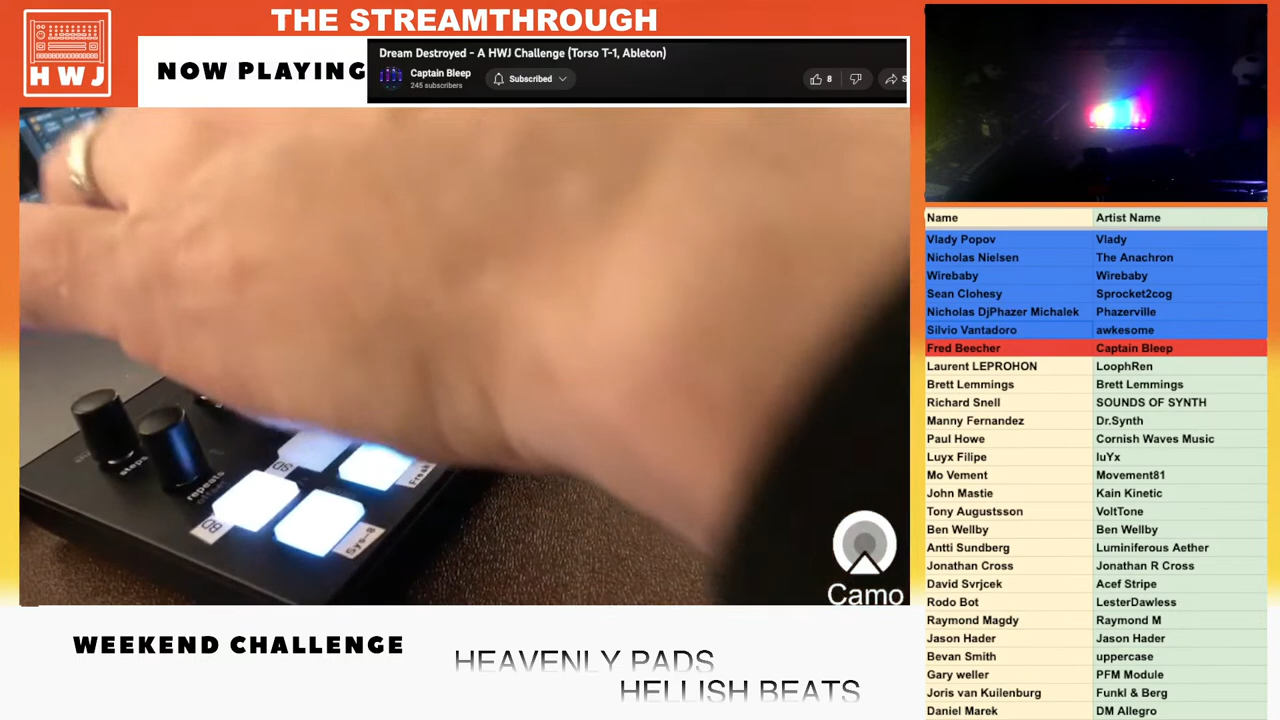 THE STREAMTHROUGH
HWJ
NOW PLAYING
Dream Destroyed - A HWJ Challenge (Torso T-1, Ableton)
Captain Bleep
245 subscribers
Subscribed
8
S
steps
repeats
SD
Freak
BD
Sys-8
Camo
WEEKEND CHALLENGE
HEAVENLY PADS
HELLISH BEATS
Name Artist Name
Vlady Popov Vlady
Nicholas Nielsen The Anachron
Wirebaby Wirebaby
Sean Clohesy Sprocket2cog
Nicholas DjPhazer Michalek Phazerville
Silvio Vantadoro awkesome
Fred Beecher Captain Bleep
Laurent LEPROHON LoophRen
Brett Lemmings Brett Lemmings
Richard Snell SOUNDS OF SYNTH
Manny Fernandez Dr.Synth
Paul Howe Cornish Waves Music
Luyx Filipe luYx
Mo Vement Movement81
John Mastie Kain Kinetic
Tony Augustsson VoltTone
Ben Wellby Ben Wellby
Antti Sundberg Luminiferous Aether
Jonathan Cross Jonathan R Cross
David Svrjcek Acef Stripe
Rodo Bot LesterDawless
Raymond Magdy Raymond M
Jason Hader Jason Hader
Bevan Smith uppercase
Gary weller PFM Module
Joris van Kuilenburg Funkl & Berg
Daniel Marek DM Allegro